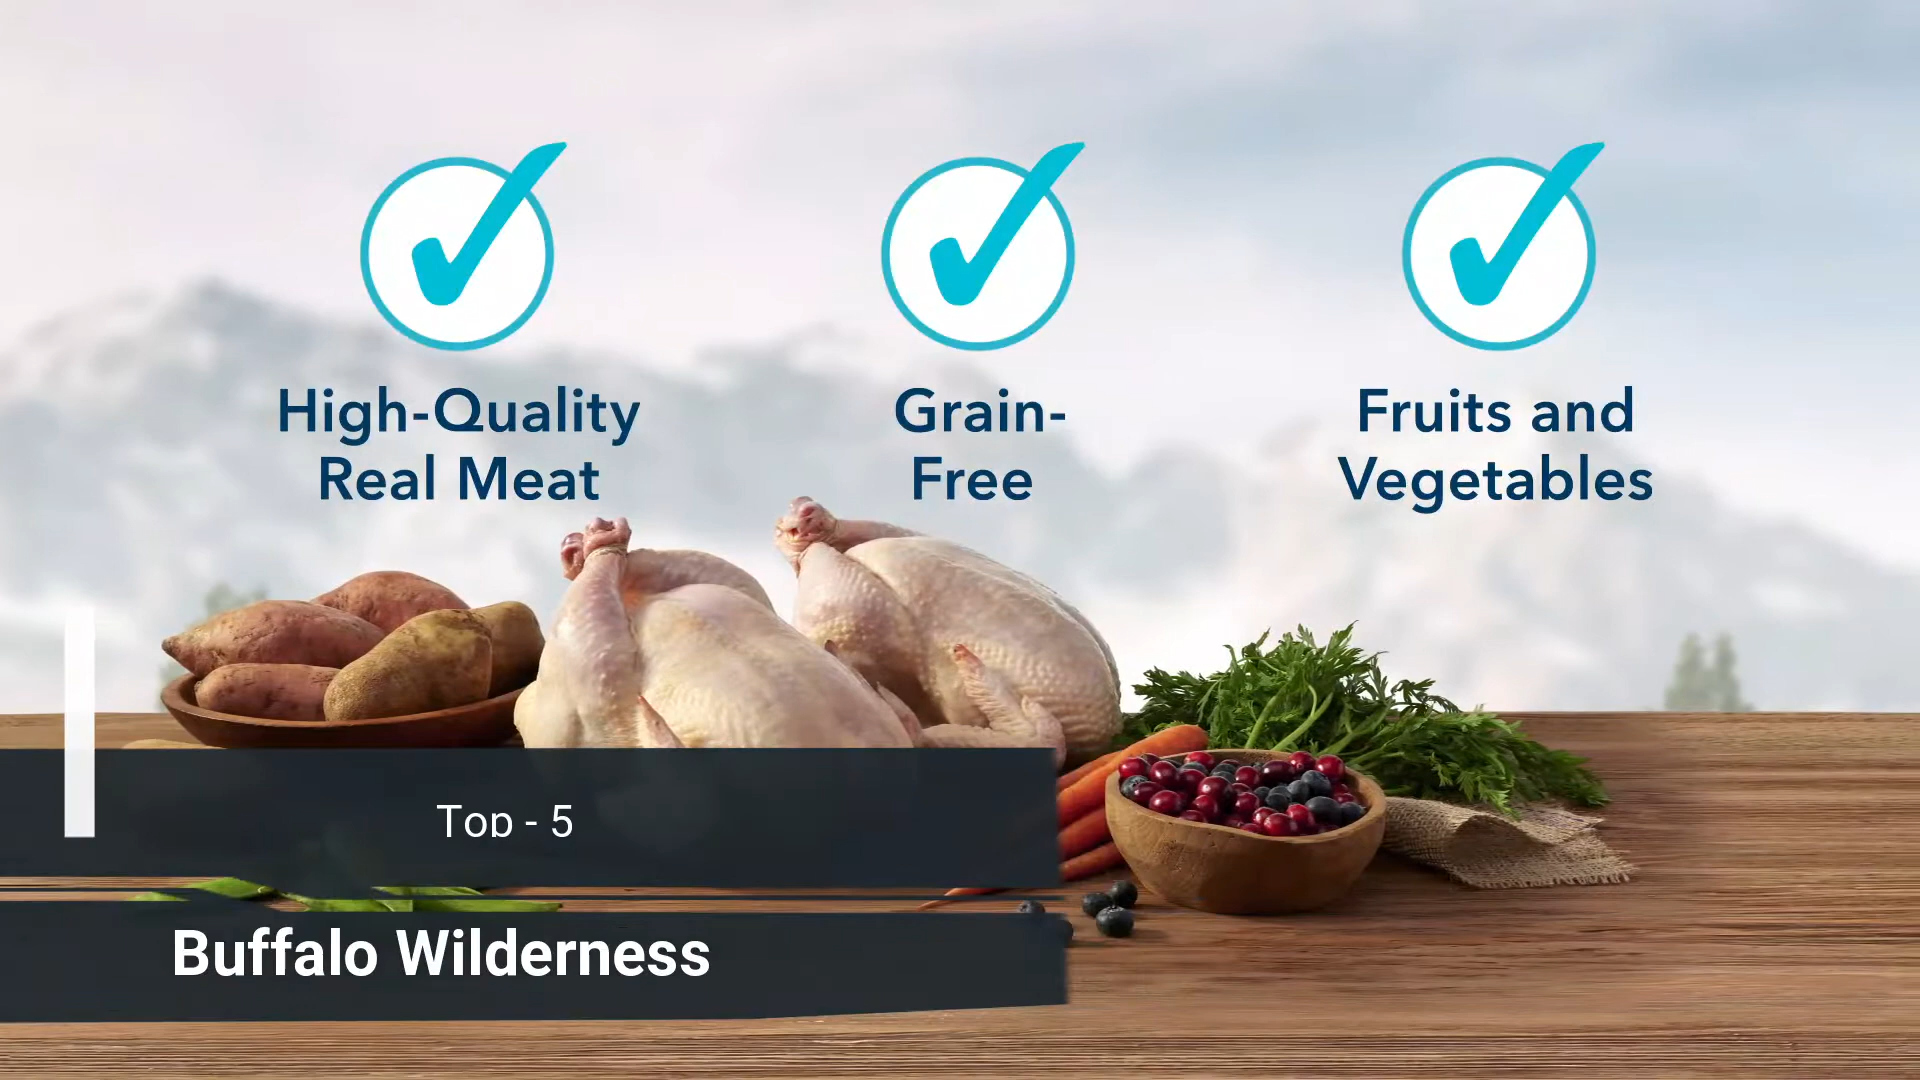 High-Quality
Real Meat
Grain-
Free
Fruits and
Vegetables
Top - 5
Buffalo Wilderness